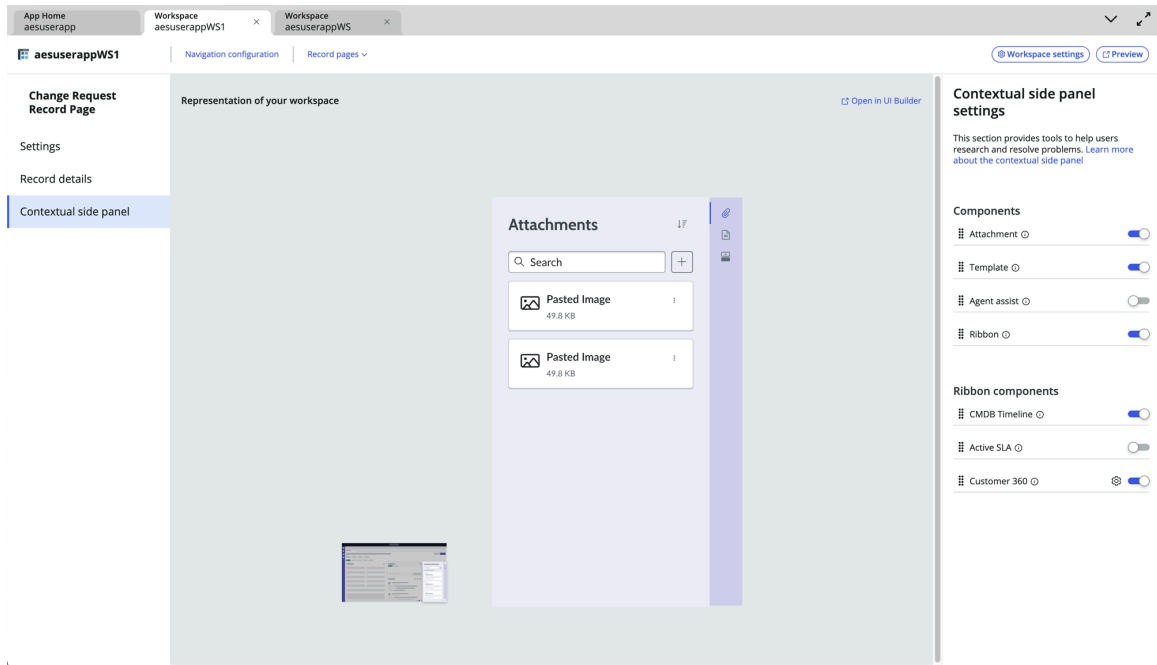 App Home
aesuserapp
Workspace
aesuserappWS1
Workspace
aesuserappWS
aesuserappWS1
Navigation configuration
Record pages
Workspace settings
Preview
Change Request
Record Page
Settings
Record details
Contextual side panel
Representation of your workspace
Open in UI Builder
Attachments
Search
Pasted Image
49.8 KB
Pasted Image
49.8 KB
Contextual side panel
settings
This section provides tools to help users
research and resolve problems. Learn more
about the contextual side panel
Components
Attachment
Template
Agent assist
Ribbon
Ribbon components
CMDB Timeline
Active SLA
Customer 360